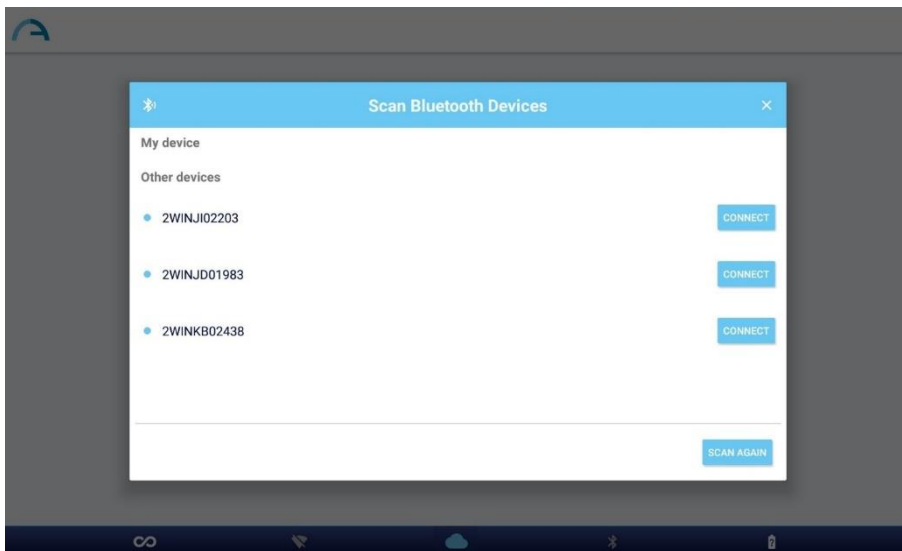 Scan Bluetooth Devices
My device
Other devices
2WINJI02203
CONNECT
2WINJD01983
CONNECT
2WINKB02438
CONNECT
SCAN AGAIN